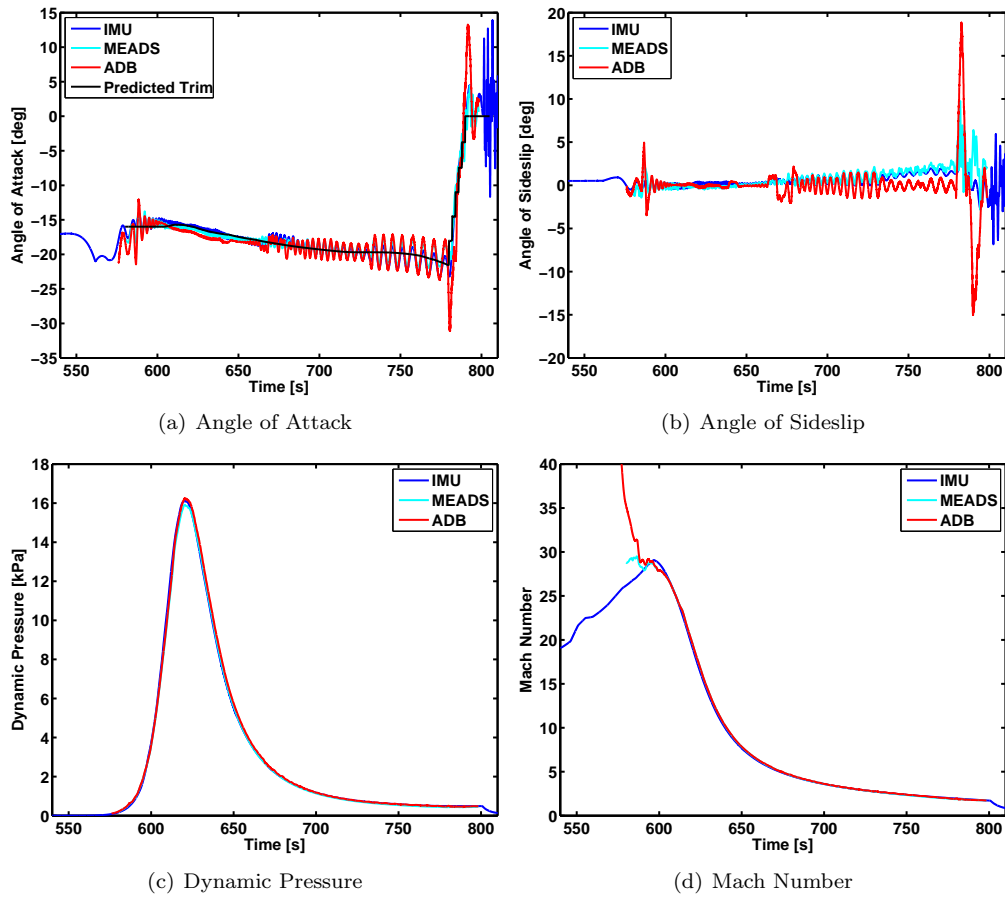 15
10
5
0
−5
−10
−15
−20
−25
−30
−35
550 600 650 700 750 800
Angle of Attack [deg]
Time [s]
IMU
MEADS
ADB
Predicted Trim
(a) Angle of Attack
20
15
10
5
0
−5
−10
−15
−20
550 600 650 700 750 800
Angle of Sideslip [deg]
Time [s]
IMU
MEADS
ADB
(b) Angle of Sideslip
18
16
14
12
10
8
6
4
2
0
550 600 650 700 750 800
Dynamic Pressure [kPa]
Time [s]
IMU
MEADS
ADB
(c) Dynamic Pressure
40
35
30
25
20
15
10
5
0
550 600 650 700 750 800
Mach Number
Time [s]
IMU
MEADS
ADB
(d) Mach Number